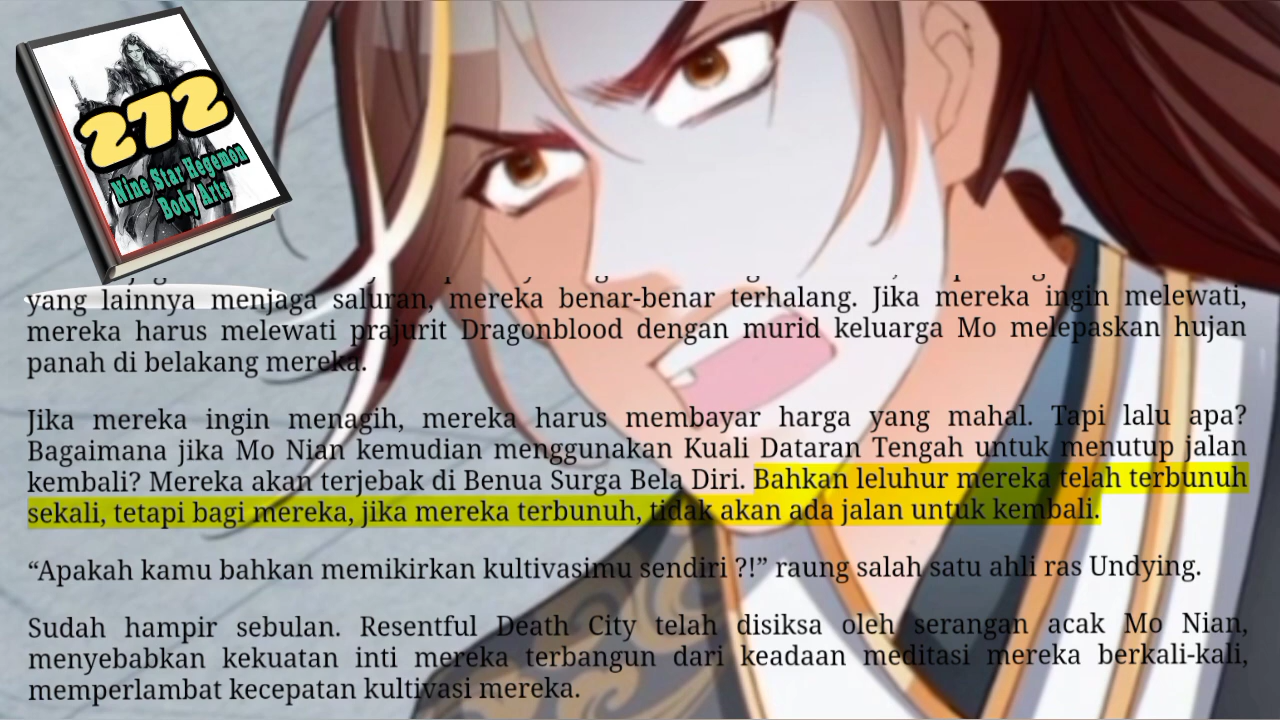 272
Nine Star Hegemon
Body Arts
yang lainnya menjaga saluran, mereka benar-benar terhalang. Jika mereka ingin melewati,
mereka harus melewati prajurit Dragonblood dengan murid keluarga Mo melepaskan hujan
panah di belakang mereka.
Jika mereka ingin menagih, mereka harus membayar harga yang mahal. Tapi lalu apa?
Bagaimana jika Mo Nian kemudian menggunakan Kuali Dataran Tengah untuk menutup jalan
kembali? Mereka akan terjebak di Benua Surga Bela Diri. Bahkan leluhur mereka telah terbunuh
sekali, tetapi bagi mereka, jika mereka terbunuh, tidak akan ada jalan untuk kembali.
“Apakah kamu bahkan memikirkan kultivasimu sendiri ?!” raung salah satu ahli ras Undying.
Sudah hampir sebulan. Resentful Death City telah disiksa oleh serangan acak Mo Nian,
menyebabkan kekuatan inti mereka terbangun dari keadaan meditasi mereka berkali-kali,
memperlambat kecepatan kultivasi mereka.